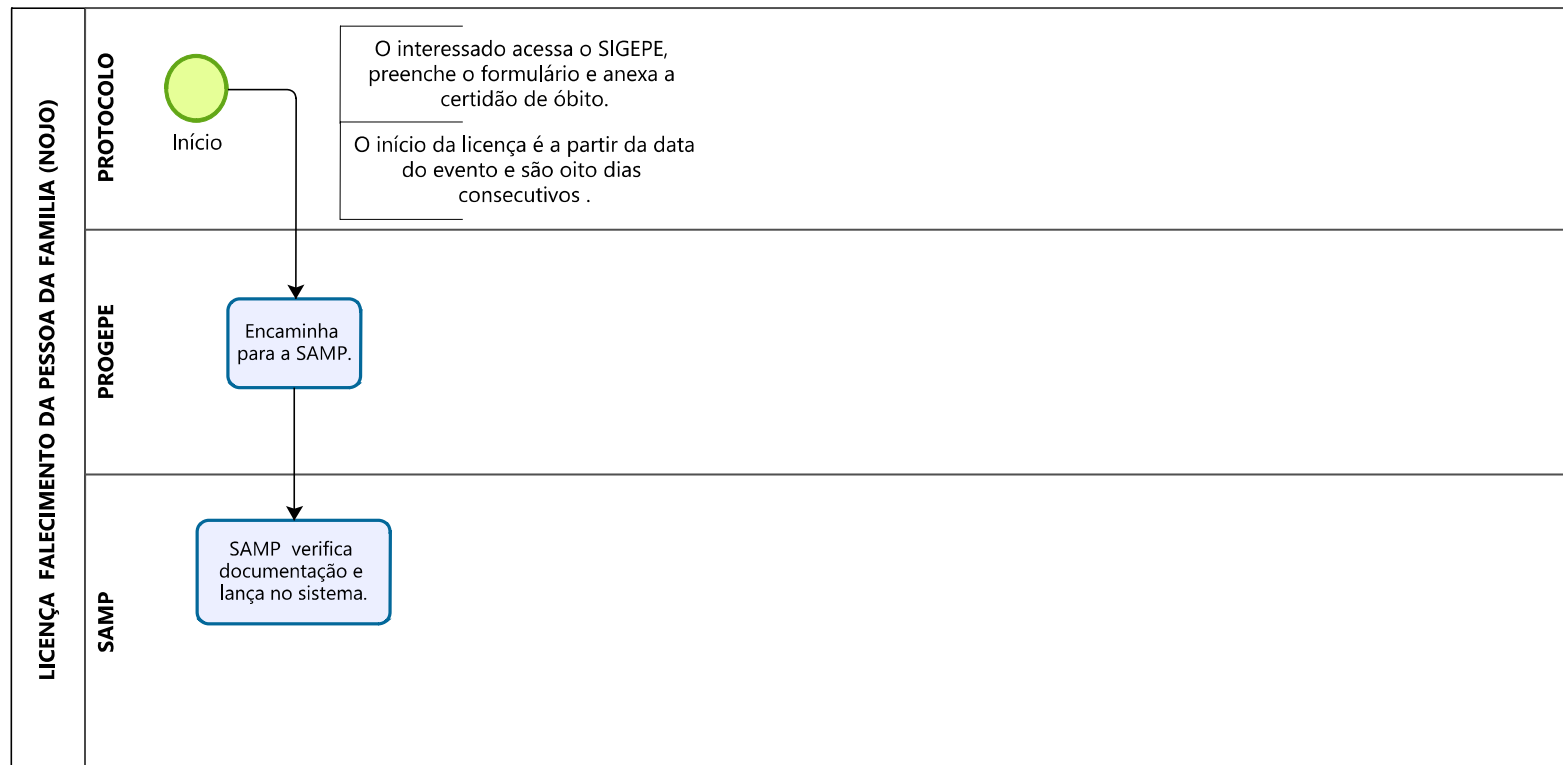 LICENÇA FALECIMENTO DA PESSOA DA FAMILIA (NOJO)
PROTOCOLO
Início
O interessado acessa o SIGEPE,
preenche o formulário e anexa a
certidão de óbito.
O início da licença é a partir da data
do evento e são oito dias
consecutivos .
PROGEPE
Encaminha
para a SAMP.
SAMP
SAMP verifica
documentação e
lança no sistema.